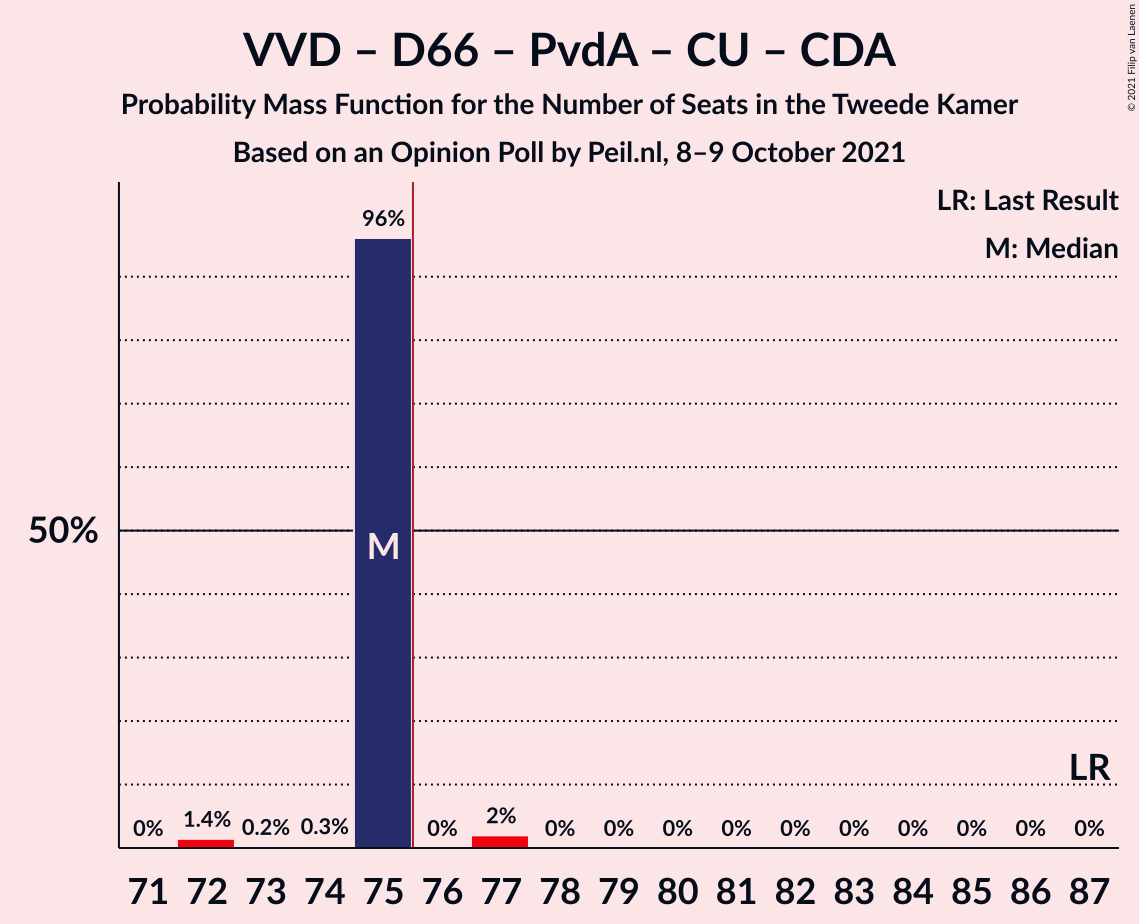 VVD – D66 – PvdA – CU – CDA
Probability Mass Function for the Number of Seats in the Tweede Kamer
Based on an Opinion Poll by Peil.nl, 8–9 October 2021
© 2021 Filip van Laenen
LR: Last Result
M: Median
96%
50%
M
LR
0% 1.4% 0.2% 0.3% 0% 2% 0% 0% 0% 0% 0% 0% 0% 0% 0% 0%
71 72 73 74 75 76 77 78 79 80 81 82 83 84 85 86 87